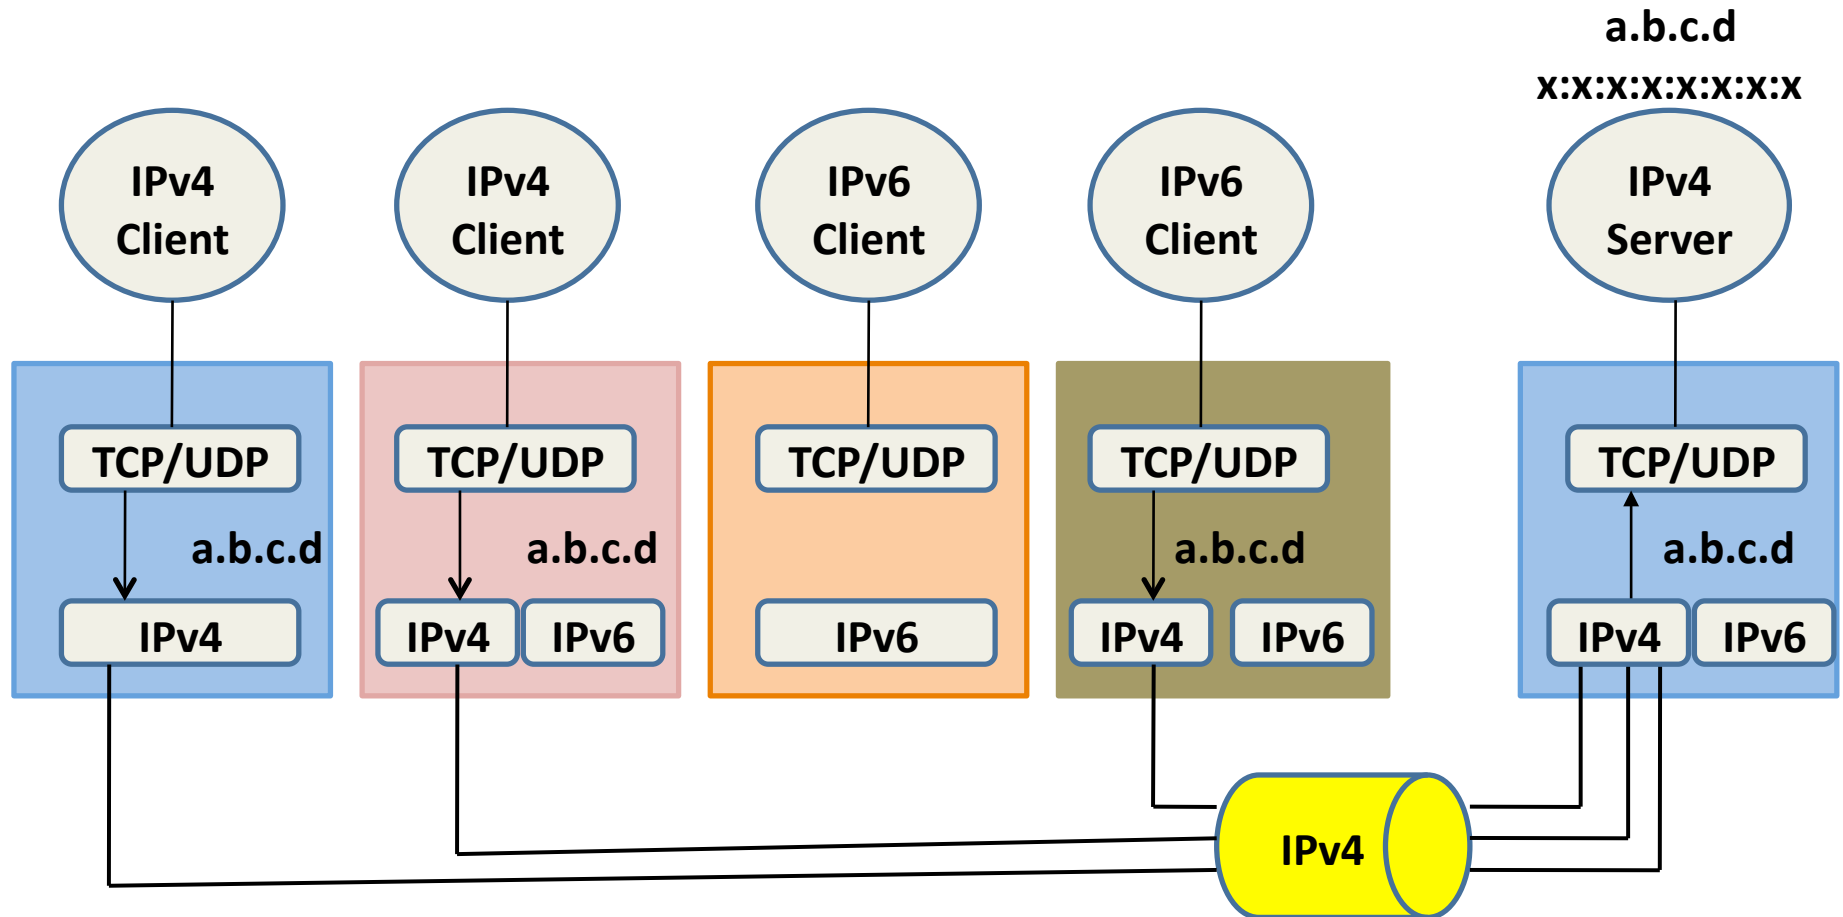 a.b.c.d
x:x:x:x:x:x:x:x
IPv4
Client
IPv4
Client
IPv6
Client
IPv6
Client
IPv4
Server
TCP/UDP
TCP/UDP
TCP/UDP
TCP/UDP
TCP/UDP
a.b.c.d
a.b.c.d
a.b.c.d
a.b.c.d
IPv4
IPv4
IPv6
IPv6
IPv4
IPv6
IPv4
IPv6
IPv4